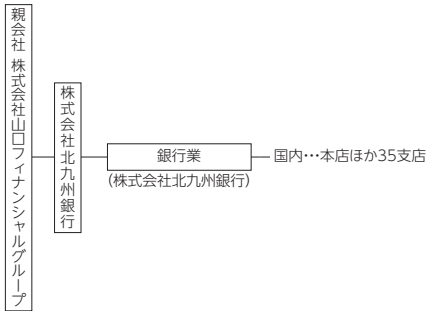 親会社 株式会社山口フィナンシャルグループ
株式会社北九州銀行
銀行業
(株式会社北九州銀行)
国内…本店ほか35支店